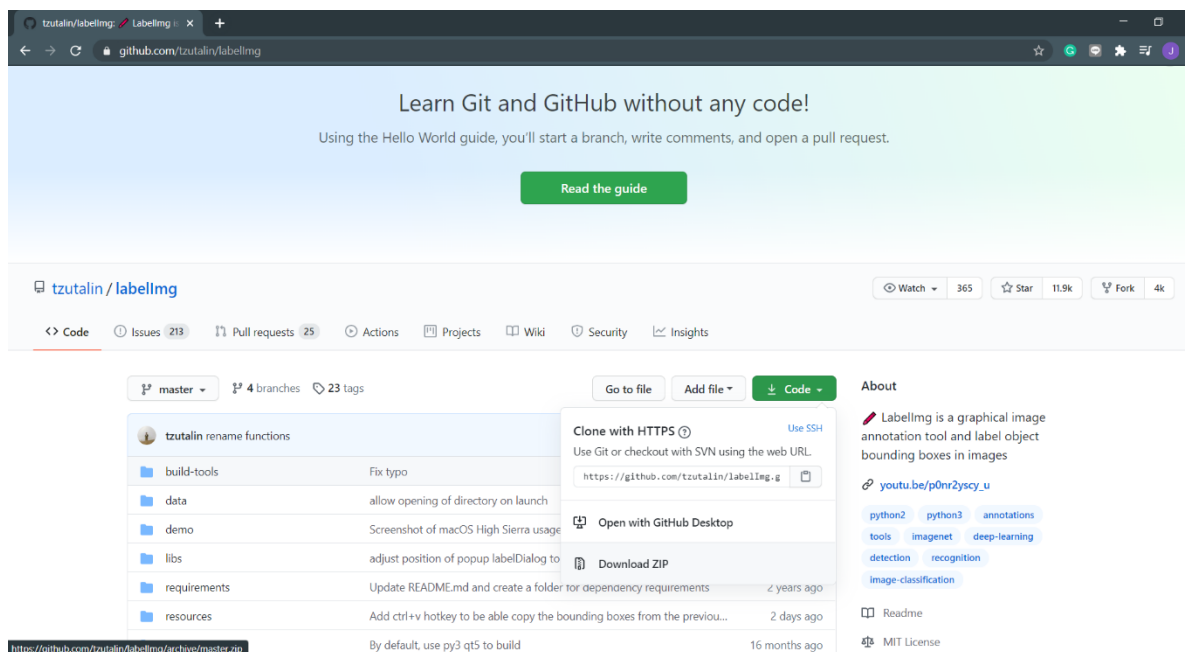 tzutalin/labelImg: LabelImg is
github.com/tzutalin/labelImg
J
Learn Git and GitHub without any code!
Using the Hello World guide, you'll start a branch, write comments, and open a pull request.
Read the guide
tzutalin / labelImg
Watch 365 Star 11.9k Fork 4k
Code Issues 213 Pull requests 25 Actions Projects Wiki Security Insights
master 4 branches 23 tags Go to file Add file Code
tzutalin rename functions
build-tools Fix typo
data allow opening of directory on launch
demo Screenshot of macOS High Sierra usage
libs adjust position of popup labelDialog to
requirements Update README.md and create a folder for dependency requirements 2 years ago
resources Add ctrl+v hotkey to be able copy the bounding boxes from the previou... 2 days ago
By default, use py3 qt5 to build 16 months ago
Clone with HTTPS Use SSH
Use Git or checkout with SVN using the web URL.
https://github.com/tzutalin/labelImg.g
Open with GitHub Desktop
Download ZIP
About
LabelImg is a graphical image
annotation tool and label object
bounding boxes in images
youtu.be/p0nr2yscy_u
python2 python3 annotations
tools imagenet deep-learning
detection recognition
image-classification
Readme
MIT License
https://github.com/tzutalin/labelImg/archive/master.zip